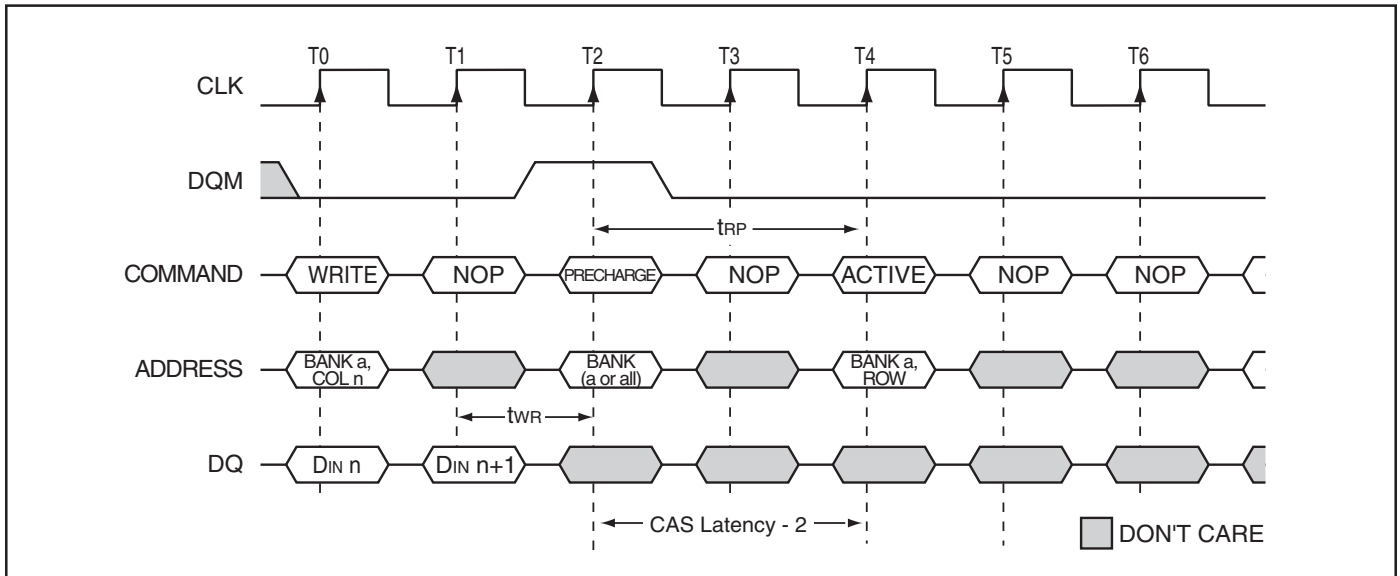 T0 T1 T2 T3 T4 T5 T6
CLK
DQM
tRP
COMMAND WRITE NOP PRECHARGE NOP ACTIVE NOP NOP
ADDRESS
BANK a,
COL n
BANK
(a or all)
BANK a,
ROW
tWR
DQ DIN n DIN n+1
CAS Latency - 2
DON'T CARE